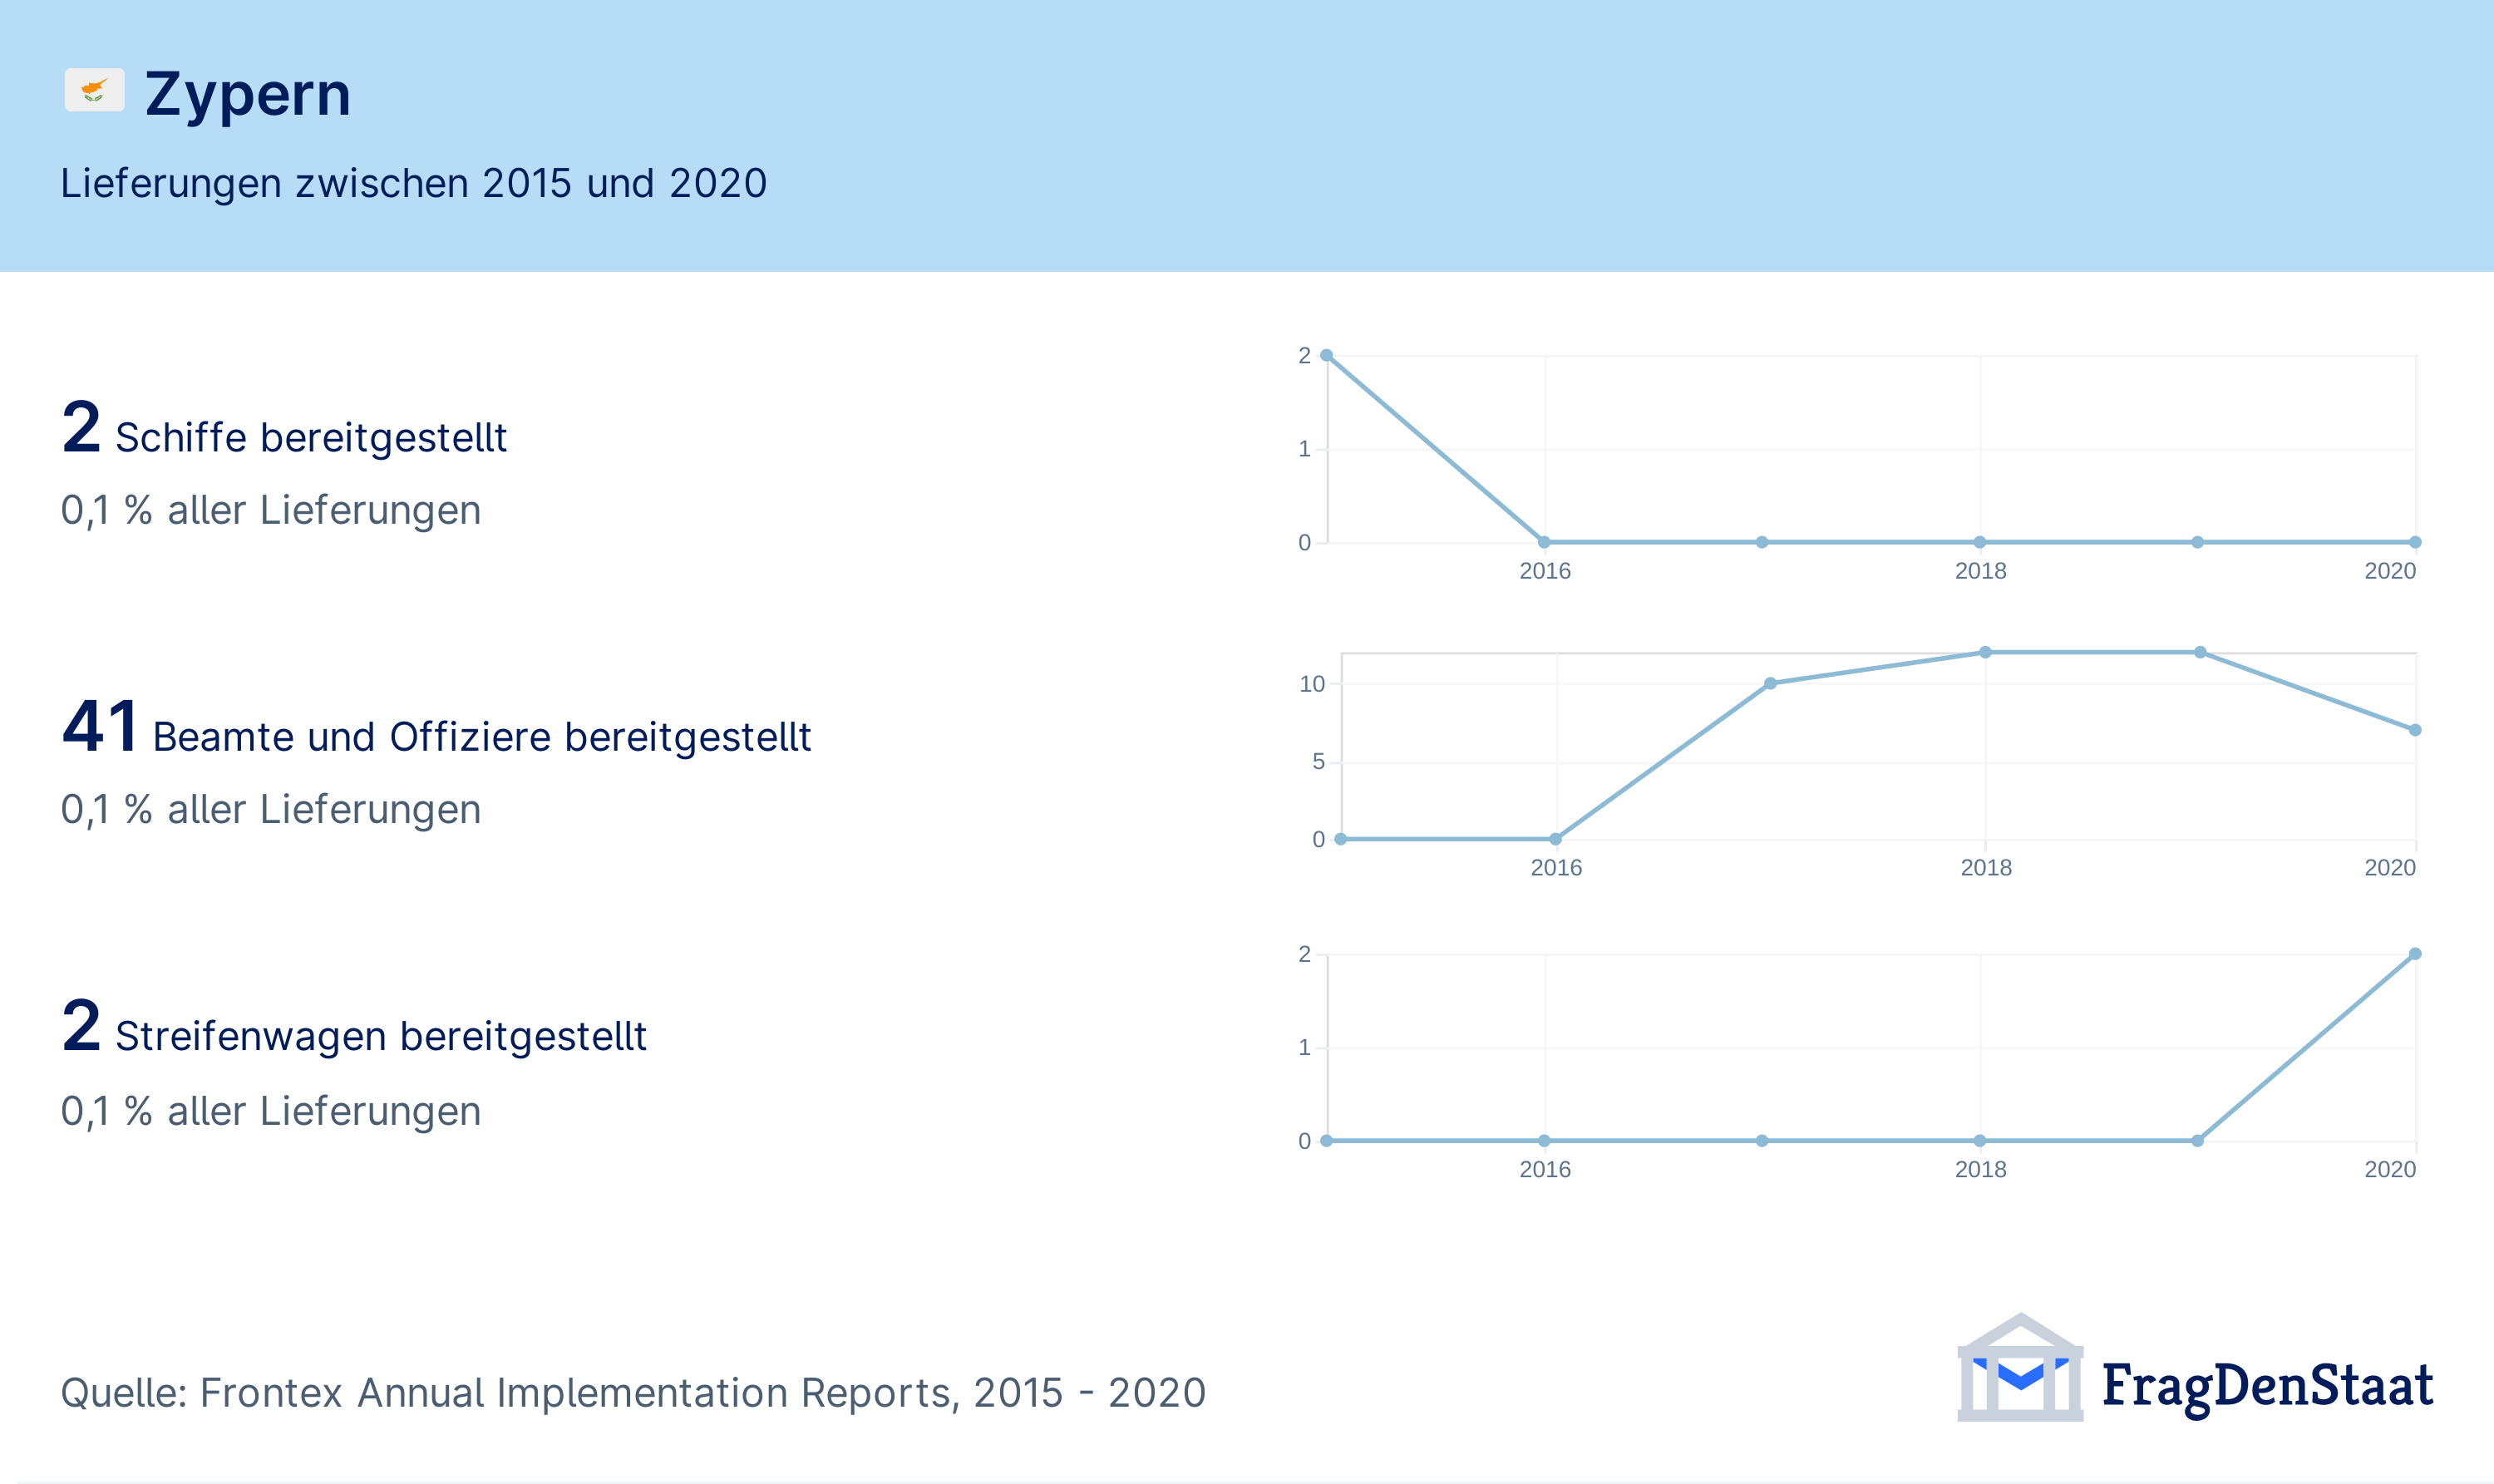 Zypern
Lieferungen zwischen 2015 und 2020
2 Schiffe bereitgestellt
0,1 % aller Lieferungen
2
1
0
2016 2018 2020
41 Beamte und Offiziere bereitgestellt
0,1 % aller Lieferungen
10
5
0
2016 2018 2020
2 Streifenwagen bereitgestellt
0,1 % aller Lieferungen
2
1
0
2016 2018 2020
Quelle: Frontex Annual Implementation Reports, 2015 - 2020
FragDenStaat